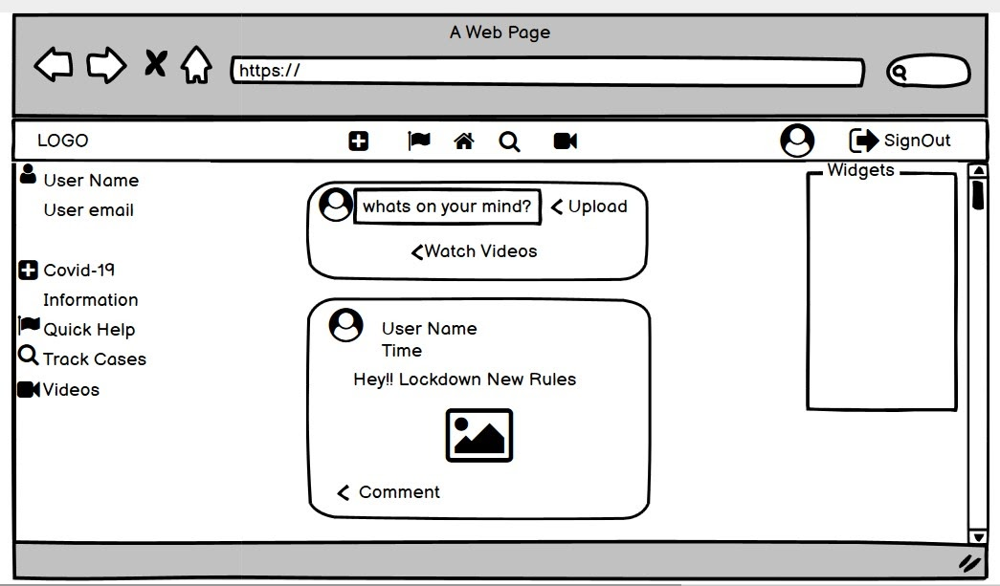 A Web Page
https://
LOGO
SignOut
User Name
User email
Covid-19
Information
Quick Help
Track Cases
Videos
whats on your mind?
Upload
Watch Videos
User Name
Time
Hey!! Lockdown New Rules
Comment
Widgets